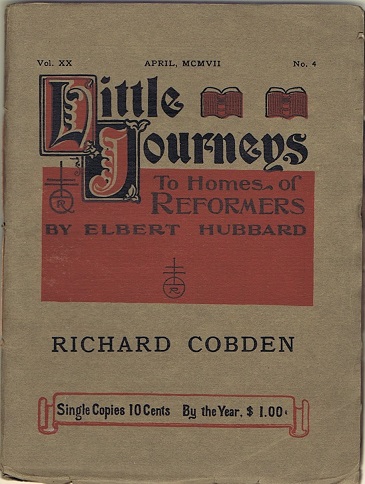 Vol. XX APRIL, MCMVII No. 4
Little
Journeys
To Homes of
REFORMERS
BY ELBERT HUBBARD
R
R
RICHARD COBDEN
Single Copies 10 Cents By the Year, $ 1.00